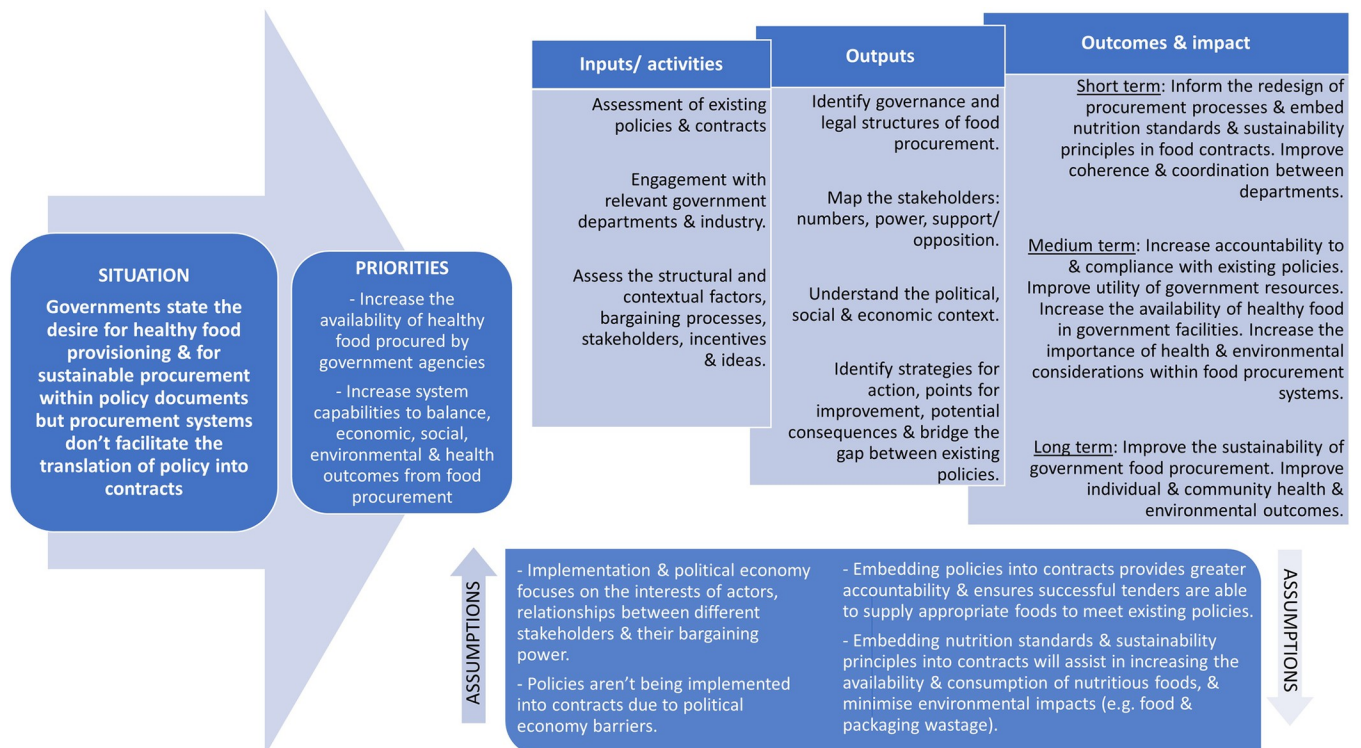 SITUATION
Governments state the
desire for healthy food
provisioning & for
sustainable procurement
within policy documents
but procurement systems
don't facilitate the
translation of policy into
contracts
PRIORITIES
- Increase the
availability of healthy
food procured by
government agencies
- Increase system
capabilities to balance,
economic, social,
environmental & health
outcomes from food
procurement
Inputs/ activities
Assessment of existing
policies & contracts
Engagement with
relevant government
departments & industry.
Assess the structural and
contextual factors,
bargaining processes,
stakeholders, incentives
& ideas.
Outputs
Identify governance and
legal structures of food
procurement.
Map the stakeholders:
numbers, power, support/
opposition.
Understand the political,
social & economic context.
Identify strategies for
action, points for
improvement, potential
consequences & bridge the
gap between existing
policies.
Outcomes & impact
Short term: Inform the redesign of
procurement processes & embed
nutrition standards & sustainability
principles in food contracts. Improve
coherence & coordination between
departments.
Medium term: Increase accountability to
& compliance with existing policies.
Improve utility of government resources.
Increase the availability of healthy food
in government facilities. Increase the
importance of health & environmental
considerations within food procurement
systems.
Long term: Improve the sustainability of
government food procurement. Improve
individual & community health &
environmental outcomes.
ASSUMPTIONS
- Implementation & political economy
focuses on the interests of actors,
relationships between different
stakeholders & their bargaining
power.
- Policies aren't being implemented
into contracts due to political
economy barriers.
- Embedding policies into contracts provides greater
accountability & ensures successful tenders are able
to supply appropriate foods to meet existing policies.
- Embedding nutrition standards & sustainability
principles into contracts will assist in increasing the
availability & consumption of nutritious foods, &
minimise environmental impacts (e.g. food &
packaging wastage).
ASSUMPTIONS